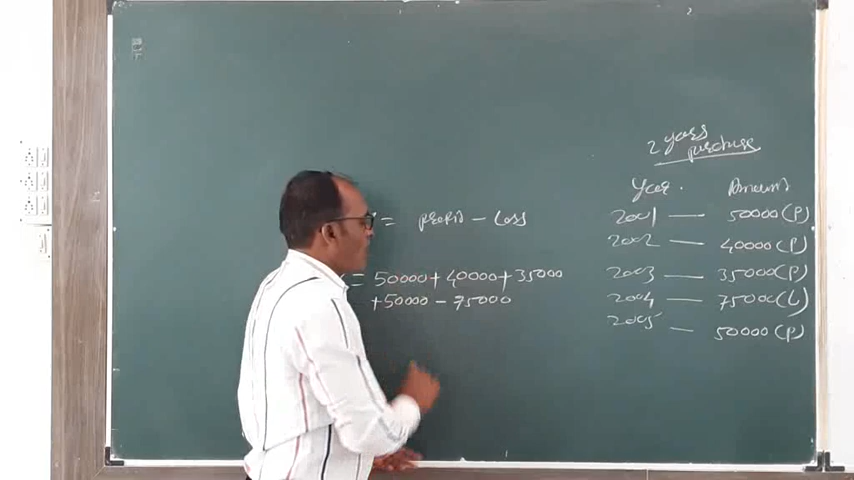 2 years
purchase
Year. Amount
2001 — 50000 (P)
2002 — 40000 (P)
2003 — 35000 (P)
2004 — 75000 (L)
2005 — 50000 (P)
= Profit - Loss
= 50000 + 40000 + 35000
+ 50000 - 75000